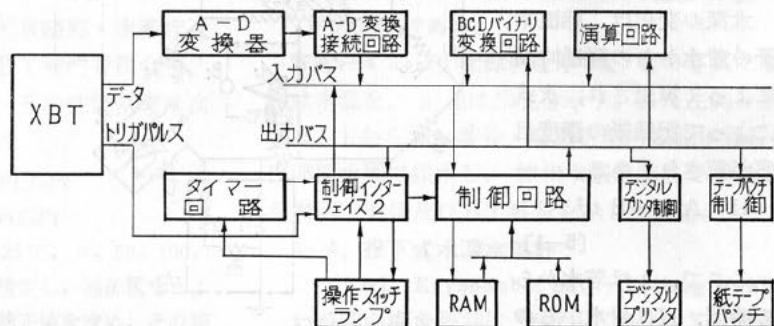 A－D
変換器
A－D変換
接続回路
BCDバイナリ
変換回路
演算回路
XBT
データ
トリガパルス
入力バス
出力バス
タイマー
回路
制御インター
フェイス2
制御回路
デジタル
プリンタ制御
テープパンチ
制御
操作スイッチ
ランプ
RAM
ROM
デジタル
プリンタ
紙テープ
パンチ